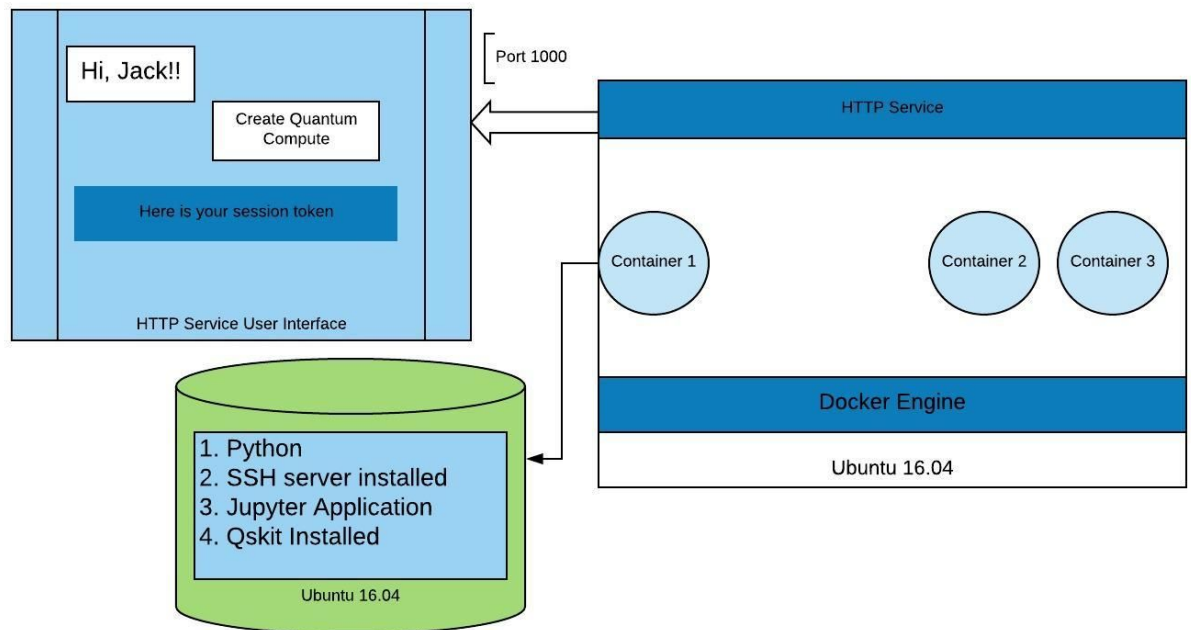 Hi, Jack!!
Create Quantum
Compute
Here is your session token
HTTP Service User Interface
Port 1000
HTTP Service
Container 1
Container 2
Container 3
Docker Engine
Ubuntu 16.04
1. Python
2. SSH server installed
3. Jupyter Application
4. Qskit Installed
Ubuntu 16.04